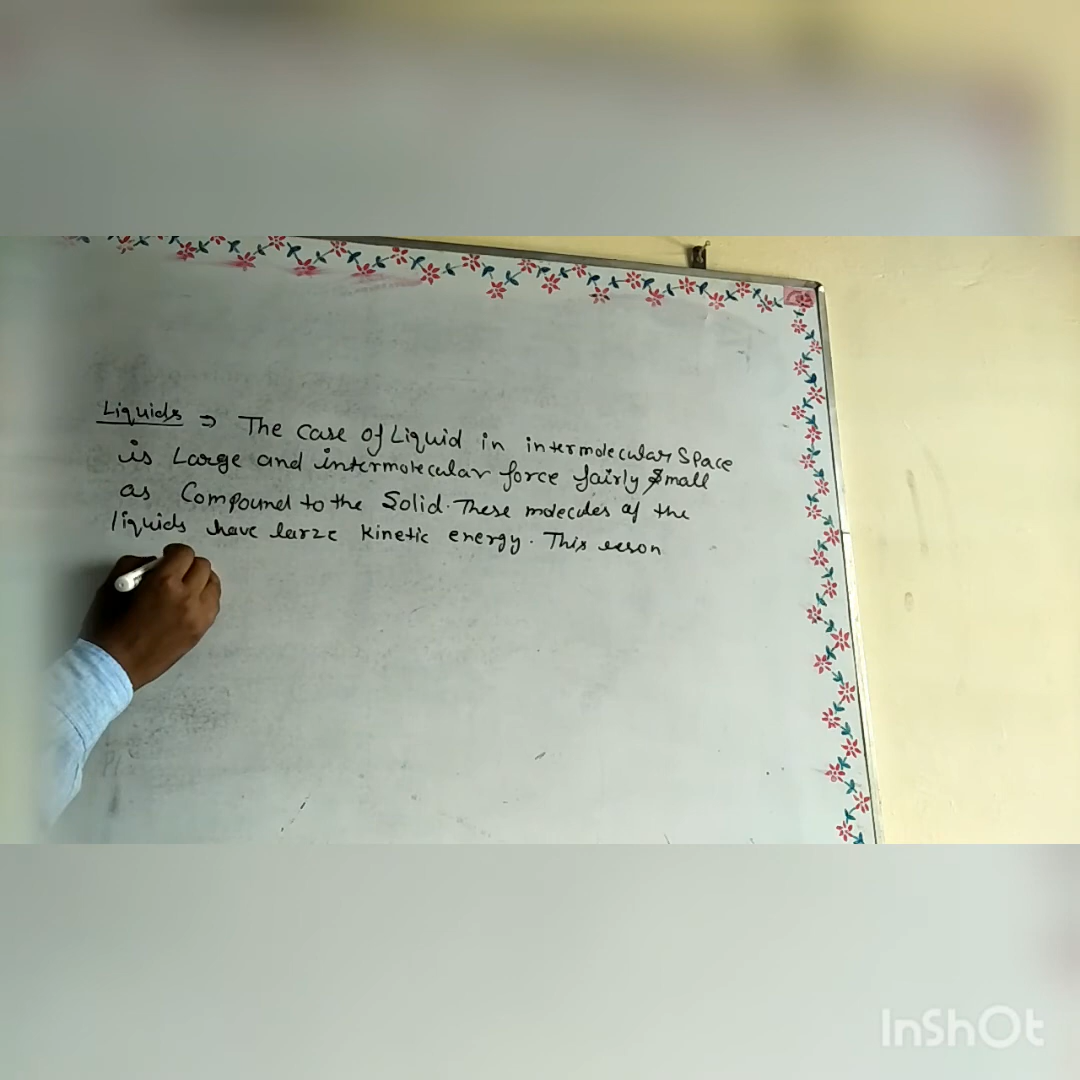 Liquids ⇒ The case of Liquid in intermolecular Space
is Large and intermolecular force fairly Small
as Compound to the Solid. These molecules of the
liquids have larze Kinetic energy. This reson
InShOt